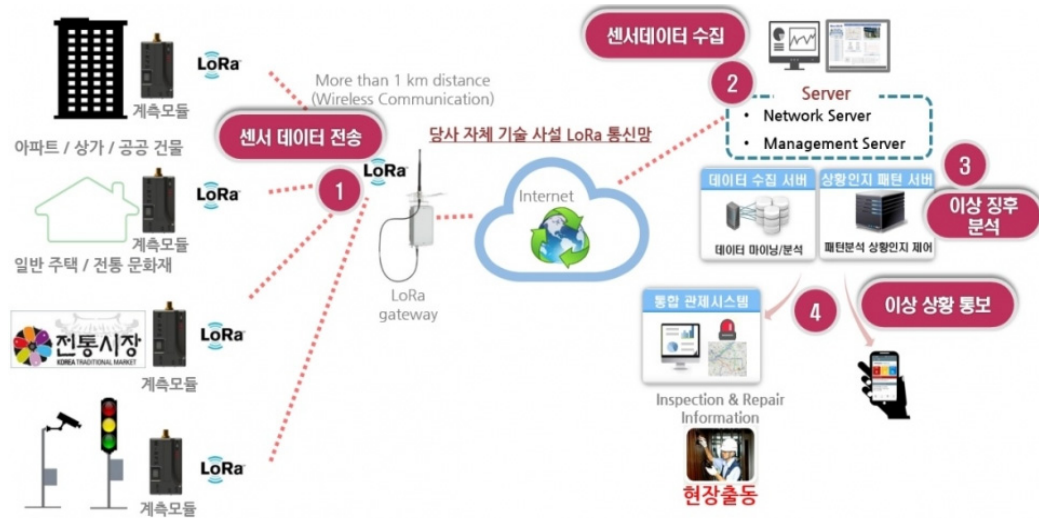 LoRa
계측모듈
아파트 / 상가 / 공공 건물
LoRa
계측모듈
일반 주택 / 전통 문화재
전통시장
KOREA TRADITIONAL MARKET
LoRa
계측모듈
LoRa
계측모듈
More than 1 km distance
(Wireless Communication)
센서 데이터 전송
1
LoRa
LoRa
gateway
당사 자체 기술 사설 LoRa 통신망
Internet
센서데이터 수집
2
Server
• Network Server
• Management Server
데이터 수집 서버
데이터 마이닝/분석
상황인지 패턴 서버
패턴분석 상황인지 제어
3
이상 징후
분석
4
이상 상황 통보
통합 관제시스템
Inspection & Repair
Information
현장출동